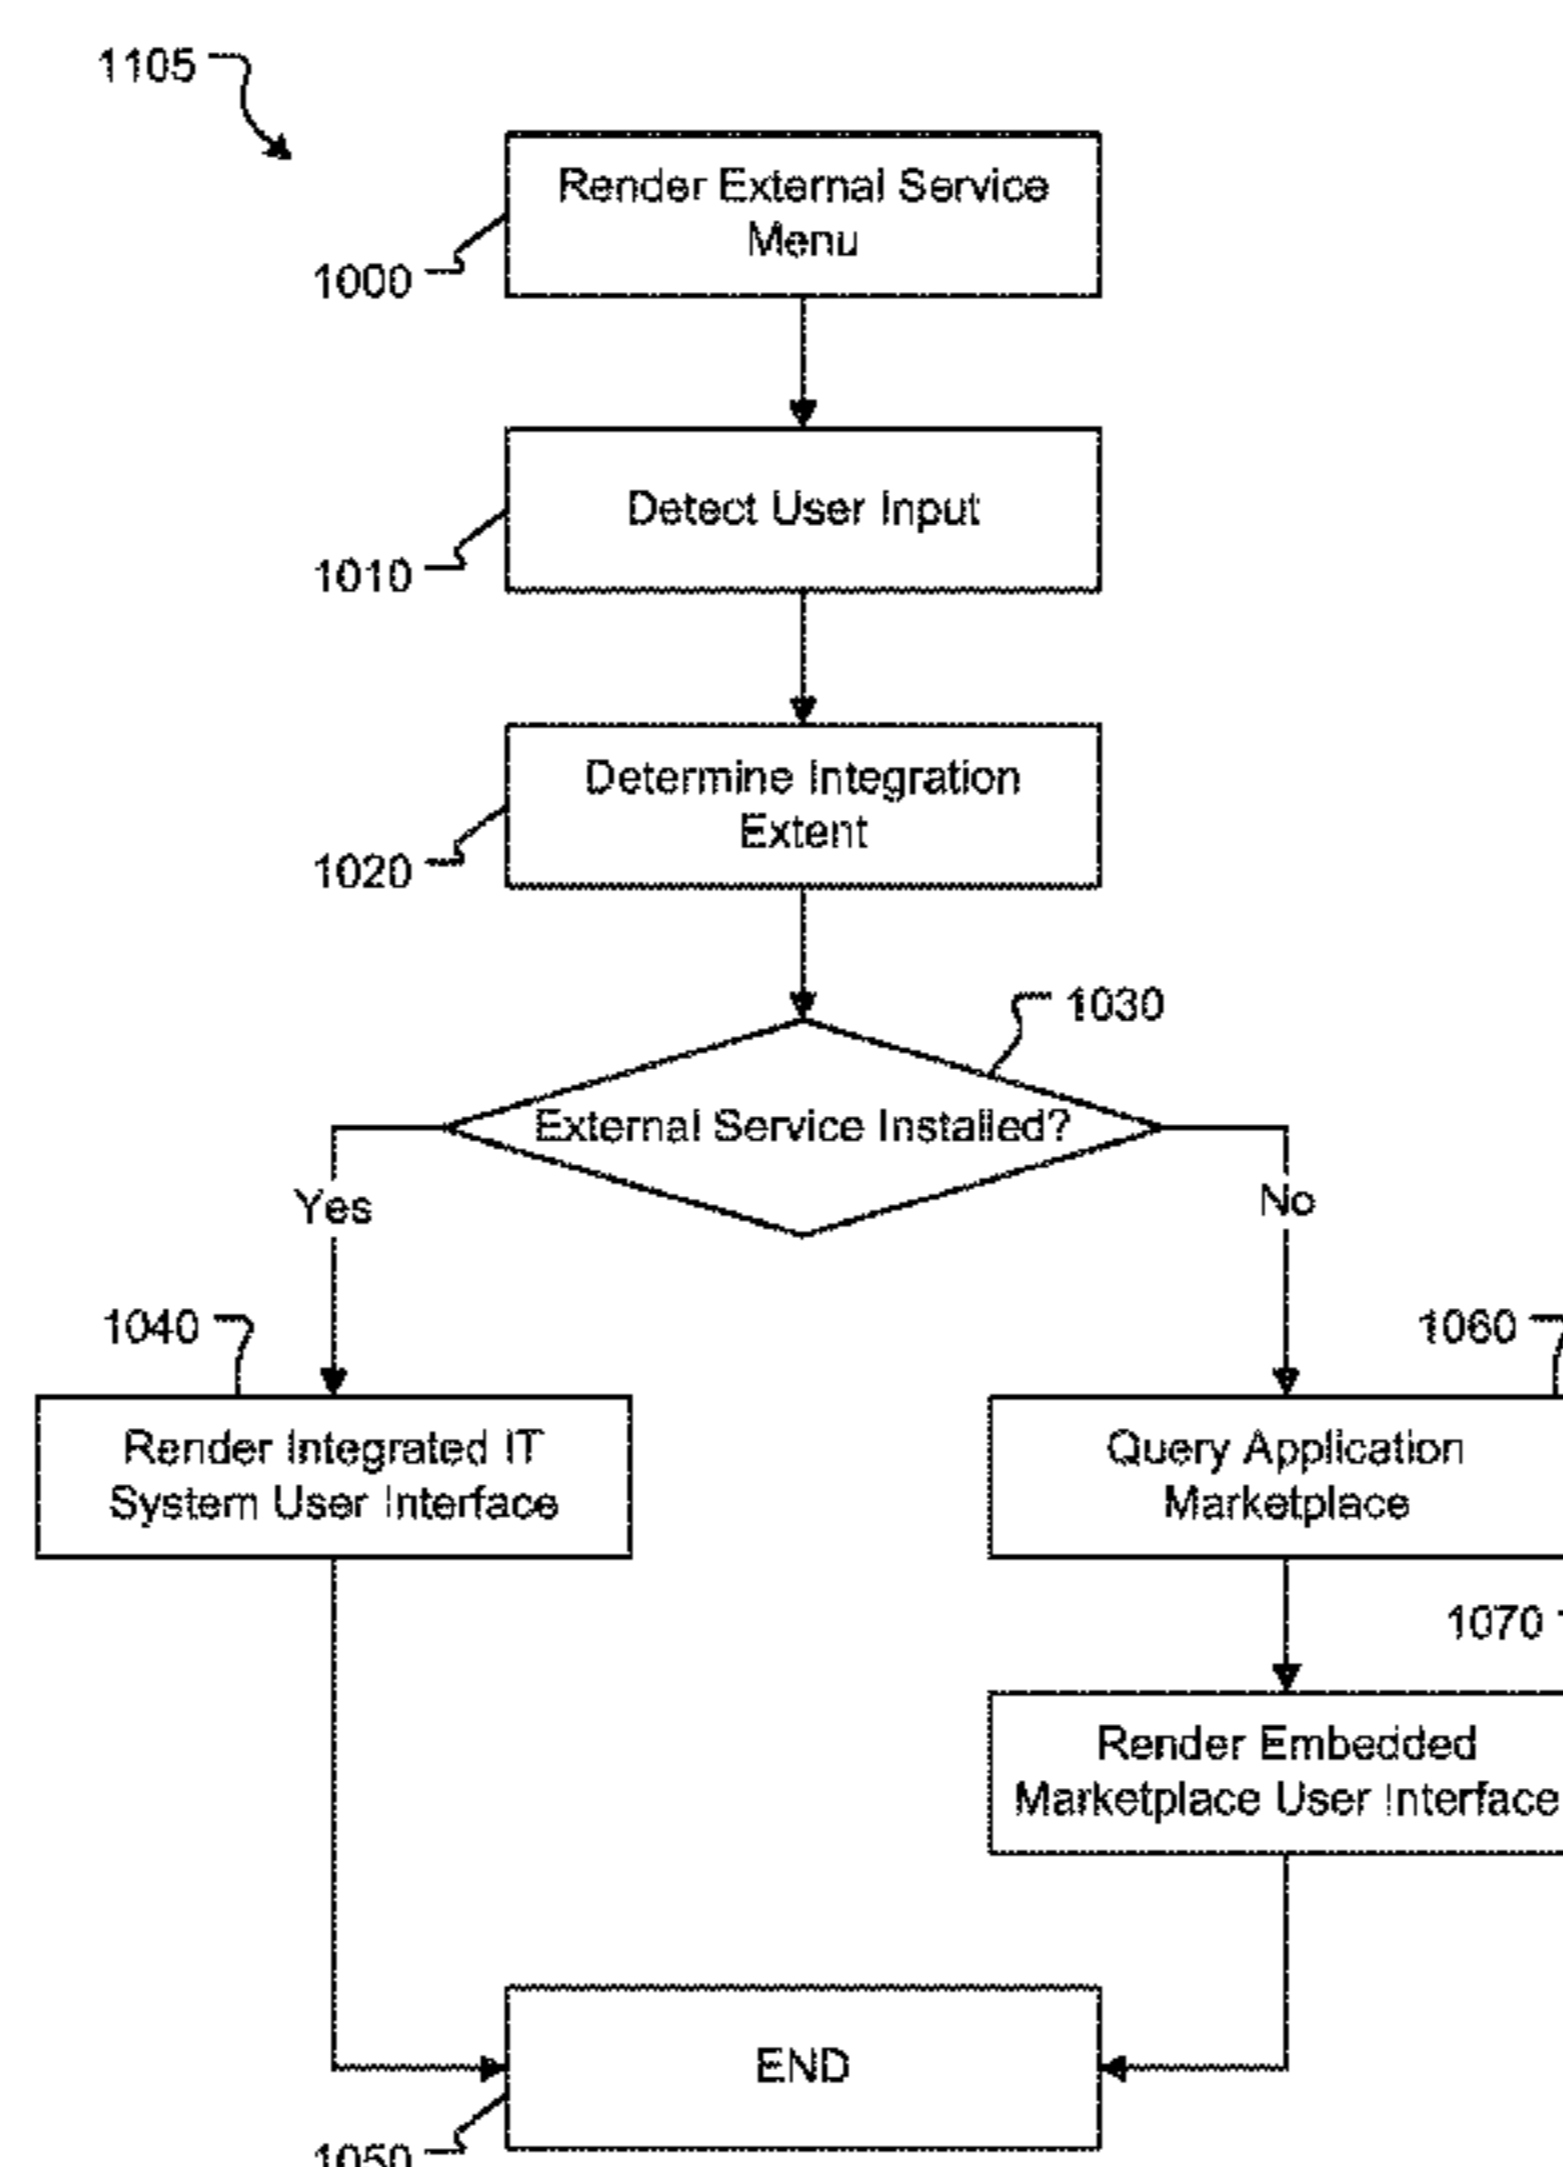 1105
Render External Service
Menu
1000
Detect User Input
1010
Determine Integration
Extent
1020
1030
External Service Installed?
Yes
No
1040
1060
Render Integrated IT
System User Interface
Query Application
Marketplace
1070
Render Embedded
Marketplace User Interface
END
1050